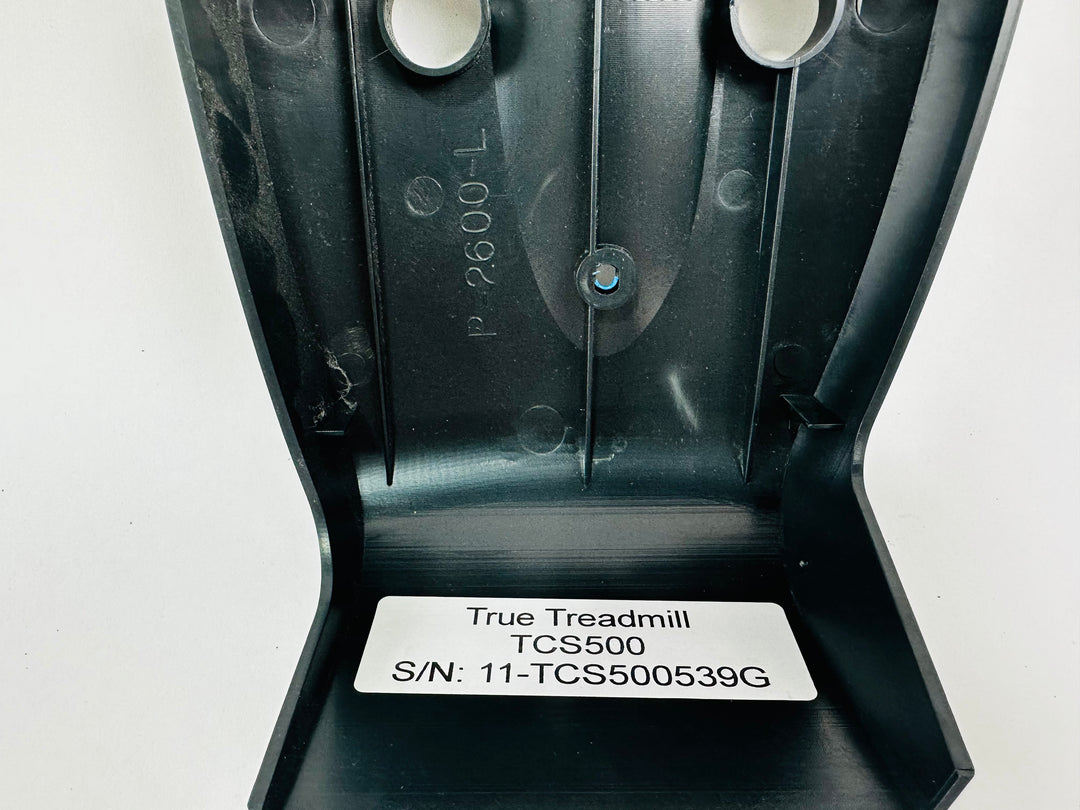 P-2600-L
True Treadmill
TCS500
S/N: 11-TCS500539G